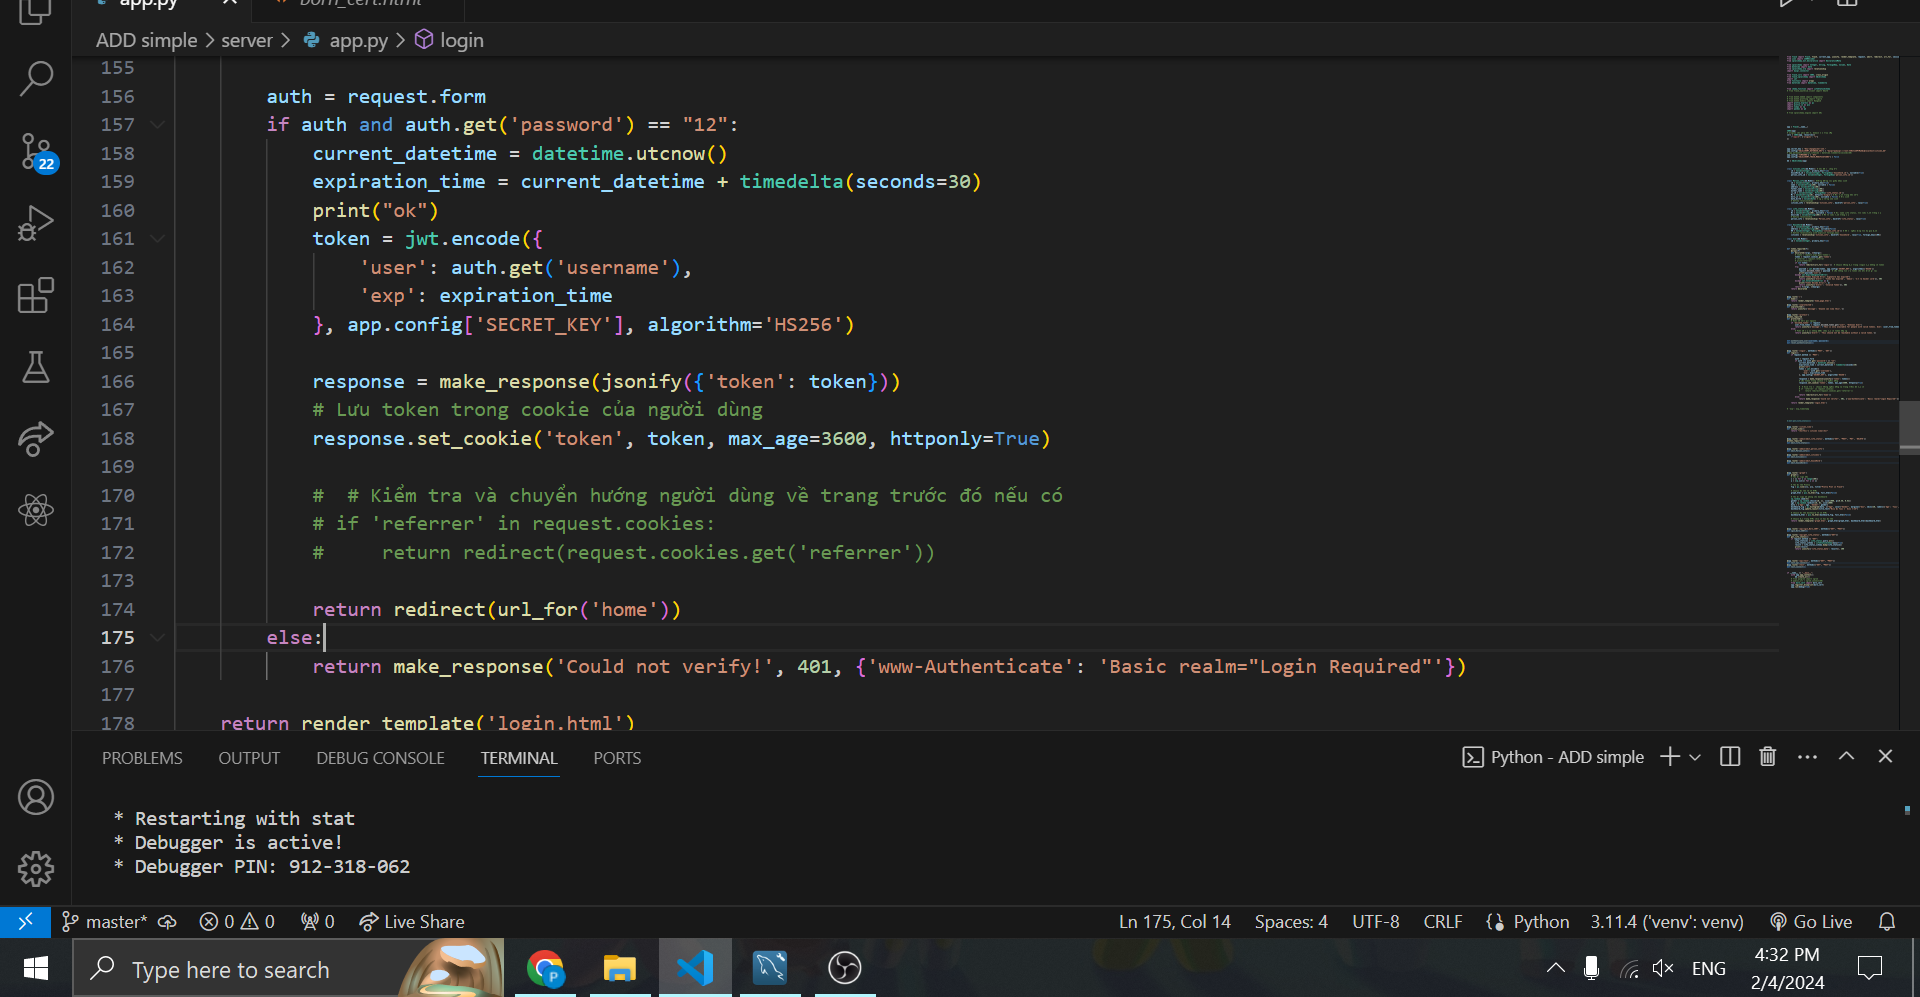 app.py
born_cert.html
ADD simple > server > app.py > login
155
156 auth = request.form
157 if auth and auth.get('password') == "12":
158 current_datetime = datetime.utcnow()
159 expiration_time = current_datetime + timedelta(seconds=30)
160 print("ok")
161 token = jwt.encode({
162 'user': auth.get('username'),
163 'exp': expiration_time
164 }, app.config['SECRET_KEY'], algorithm='HS256')
165
166 response = make_response(jsonify({'token': token}))
167 # Lưu token trong cookie của người dùng
168 response.set_cookie('token', token, max_age=3600, httponly=True)
169
170 #  # Kiểm tra và chuyển hướng người dùng về trang trước đó nếu có
171 # if 'referrer' in request.cookies:
172 #     return redirect(request.cookies.get('referrer'))
173
174 return redirect(url_for('home'))
175 else:
176 return make_response('Could not verify!', 401, {'www-Authenticate': 'Basic realm="Login Required"'})
177
178 return render_template('login.html')
22
PROBLEMS OUTPUT DEBUG CONSOLE TERMINAL PORTS
Python - ADD simple
* Restarting with stat
* Debugger is active!
* Debugger PIN: 912-318-062
master* 0 0 0 Live Share
Ln 175, Col 14 Spaces: 4 UTF-8 CRLF Python 3.11.4 ('venv': venv) Go Live
Type here to search
P
ENG
4:32 PM
2/4/2024